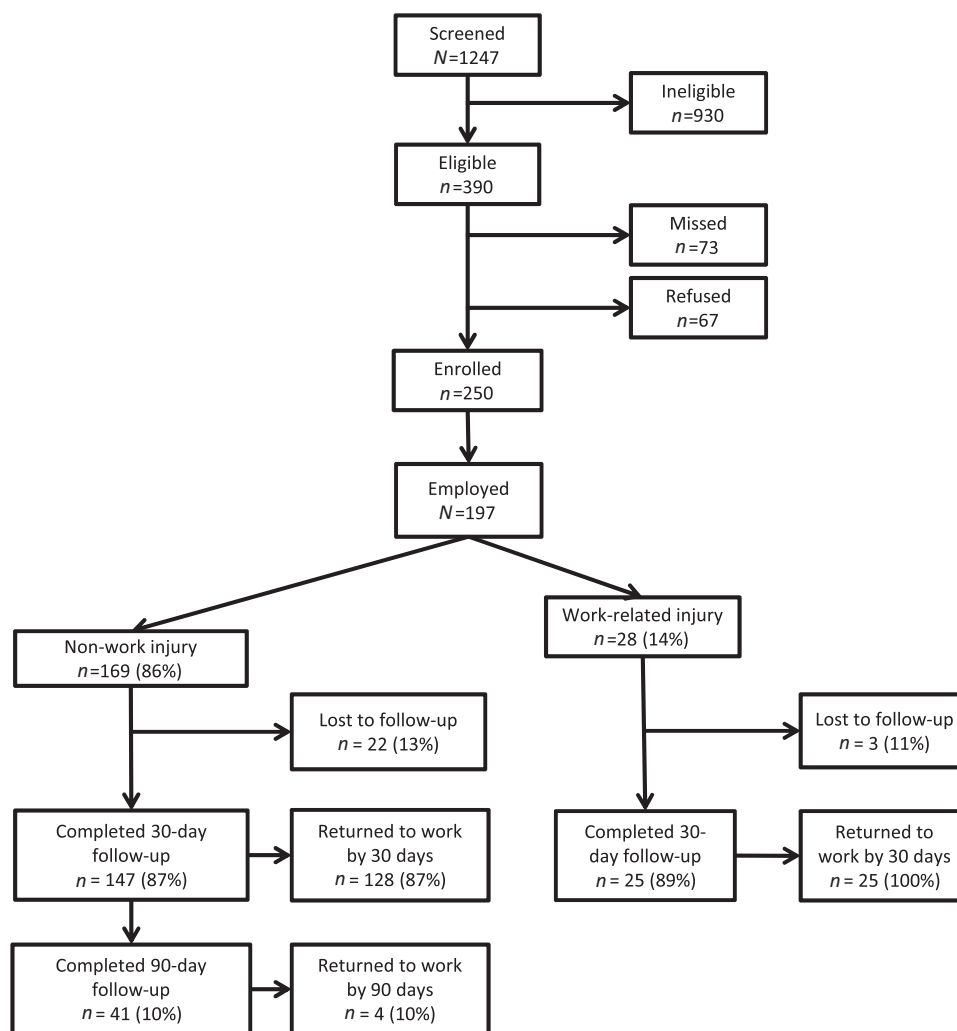 Screened
N=1247
Ineligible
n=930
Eligible
n=390
Missed
n=73
Refused
n=67
Enrolled
n=250
Employed
N=197
Non-work injury
n=169 (86%)
Work-related injury
n=28 (14%)
Lost to follow-up
n = 22 (13%)
Lost to follow-up
n = 3 (11%)
Completed 30-day
follow-up
n = 147 (87%)
Returned to work
by 30 days
n = 128 (87%)
Completed 30-
day follow-up
n = 25 (89%)
Returned to
work by 30 days
n = 25 (100%)
Completed 90-day
follow-up
n = 41 (10%)
Returned to work
by 90 days
n = 4 (10%)